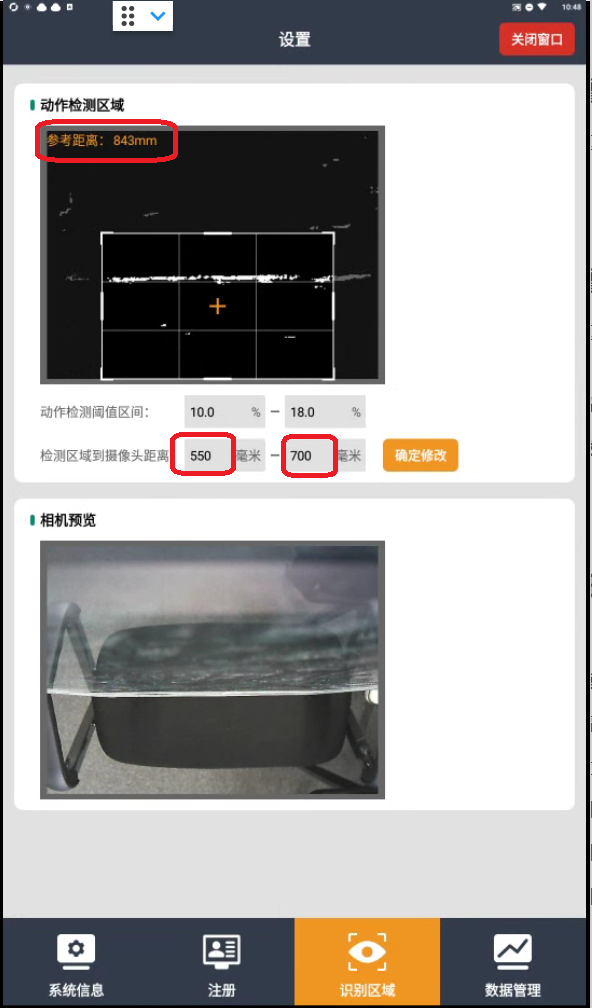 10:48
设置
关闭窗口
动作检测区域
参考距离: 843mm
动作检测阈值区间: 10.0 % – 18.0 %
检测区域到摄像头距离 550 毫米 – 700 毫米 确定修改
相机预览
系统信息 注册 识别区域 数据管理